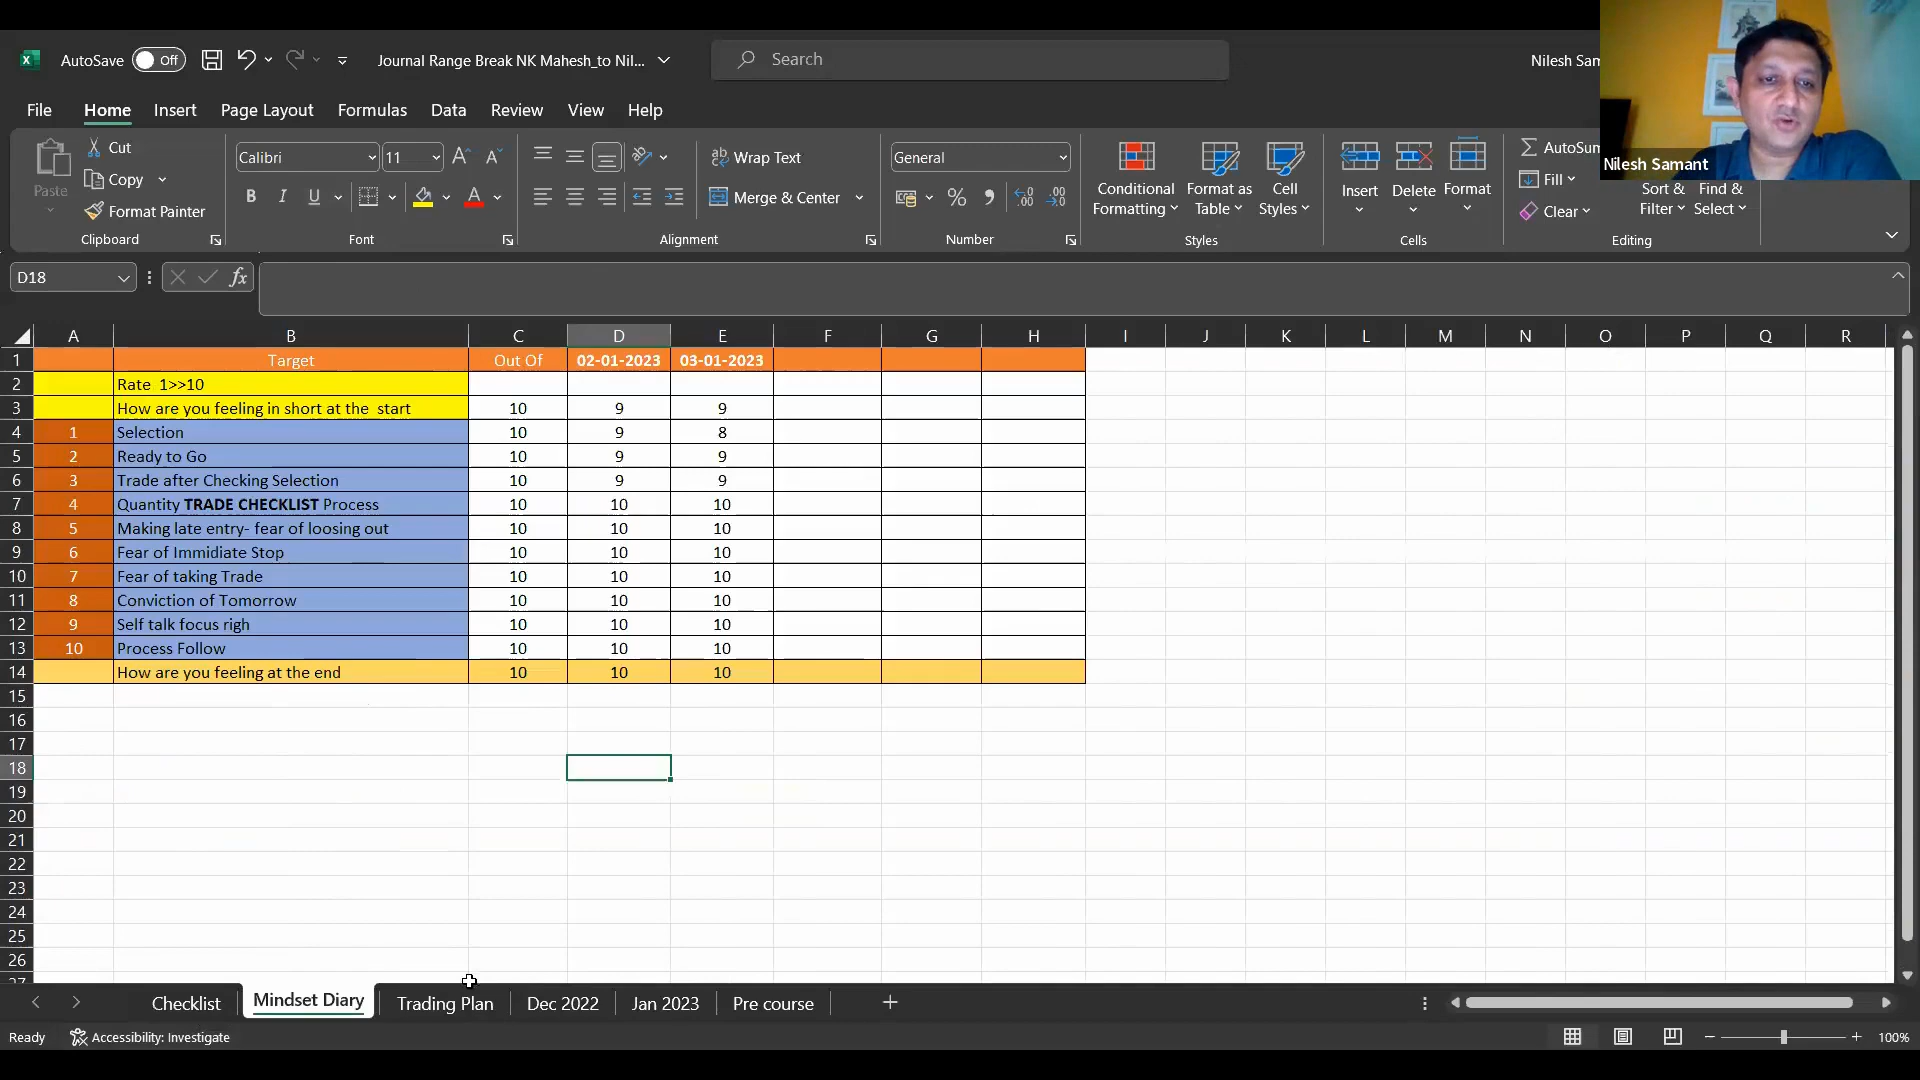 AutoSave Off Journal Range Break NK Mahesh_to Nil... Search Nilesh Sam
File Home Insert Page Layout Formulas Data Review View Help
Paste Cut Copy Format Painter Clipboard
Calibri 11 B I U A Font
ab Wrap Text Merge & Center Alignment
General % Number
Conditional Formatting Format as Table Cell Styles Styles
Insert Delete Format Cells
AutoSum Fill Clear Sort & Filter Find & Select Editing
Nilesh Samant
D18 fx
A B C D E F G H I J K L M N O P Q R
1 Target Out Of 02-01-2023 03-01-2023
2 Rate 1>>10
3 How are you feeling in short at the start 10 9 9
4 1 Selection 10 9 8
5 2 Ready to Go 10 9 9
6 3 Trade after Checking Selection 10 9 9
7 4 Quantity TRADE CHECKLIST Process 10 10 10
8 5 Making late entry- fear of loosing out 10 10 10
9 6 Fear of Immidiate Stop 10 10 10
10 7 Fear of taking Trade 10 10 10
11 8 Conviction of Tomorrow 10 10 10
12 9 Self talk focus righ 10 10 10
13 10 Process Follow 10 10 10
14 How are you feeling at the end 10 10 10
15
16
17
18
19
20
21
22
23
24
25
26
27
Checklist Mindset Diary Trading Plan Dec 2022 Jan 2023 Pre course
Ready Accessibility: Investigate 100%